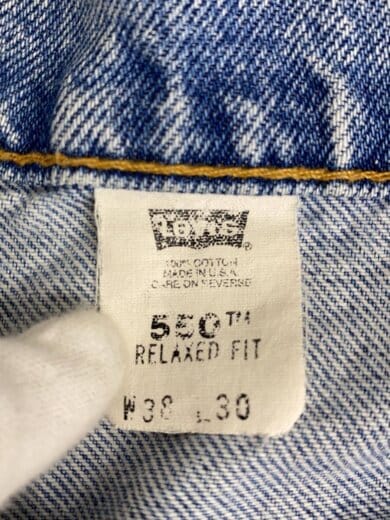 Levi's
®
100% COTTON
MADE IN U.S.A.
CARE ON REVERSE
550™
RELAXED FIT
W38 L30